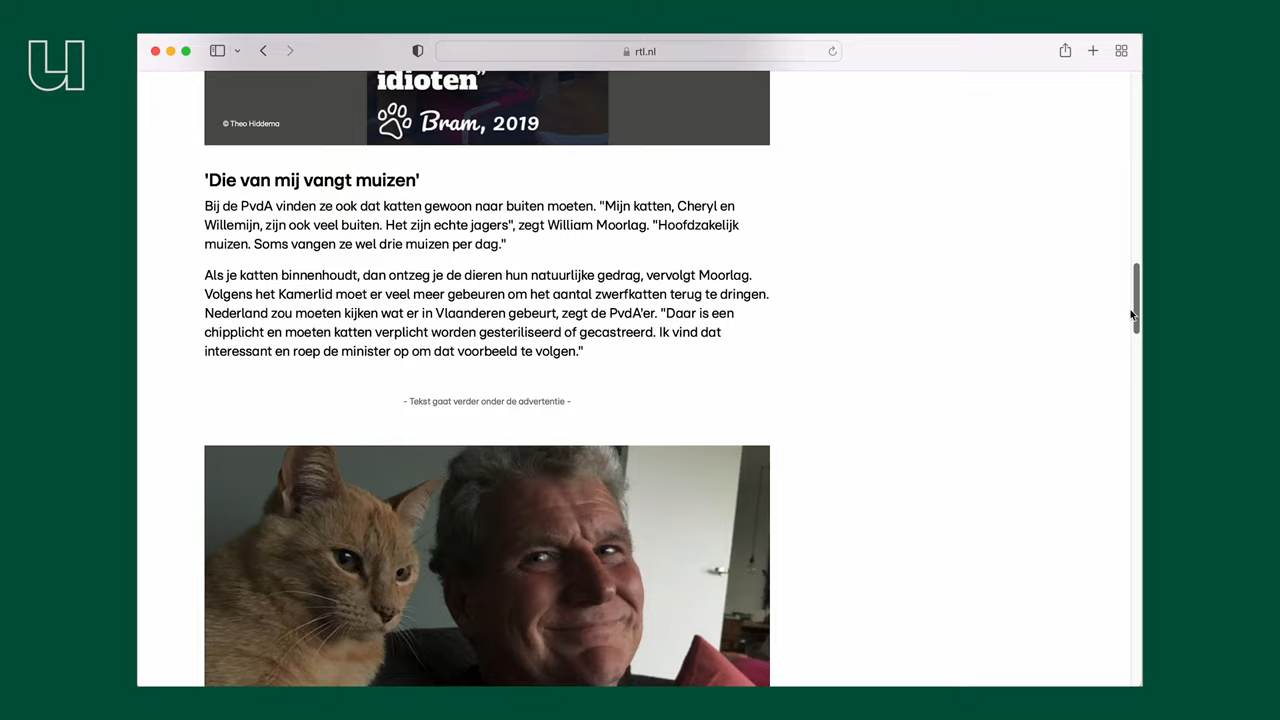 u
rtl.nl
idioten”
© Theo Hiddema
Bram, 2019
'Die van mij vangt muizen'
Bij de PvdA vinden ze ook dat katten gewoon naar buiten moeten. "Mijn katten, Cheryl en
Willemijn, zijn ook veel buiten. Het zijn echte jagers", zegt William Moorlag. "Hoofdzakelijk
muizen. Soms vangen ze wel drie muizen per dag."
Als je katten binnenhoudt, dan ontzeg je de dieren hun natuurlijke gedrag, vervolgt Moorlag.
Volgens het Kamerlid moet er veel meer gebeuren om het aantal zwerfkatten terug te dringen.
Nederland zou moeten kijken wat er in Vlaanderen gebeurt, zegt de PvdA'er. "Daar is een
chipplicht en moeten katten verplicht worden gesteriliseerd of gecastreerd. Ik vind dat
interessant en roep de minister op om dat voorbeeld te volgen."
- Tekst gaat verder onder de advertentie -